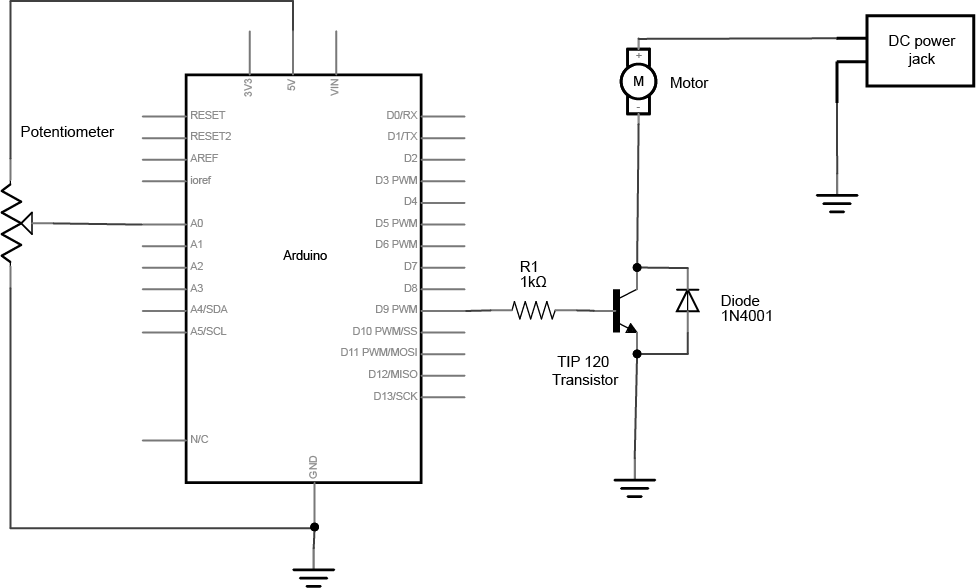 DC power
jack
+
M
-
Motor
3V3
5V
VIN
Potentiometer
RESET
RESET2
AREF
ioref
A0
A1
A2
A3
A4/SDA
A5/SCL
N/C
Arduino
D0/RX
D1/TX
D2
D3 PWM
D4
D5 PWM
D6 PWM
D7
D8
D9 PWM
D10 PWM/SS
D11 PWM/MOSI
D12/MISO
D13/SCK
GND
R1
1kΩ
Diode
1N4001
TIP 120
Transistor